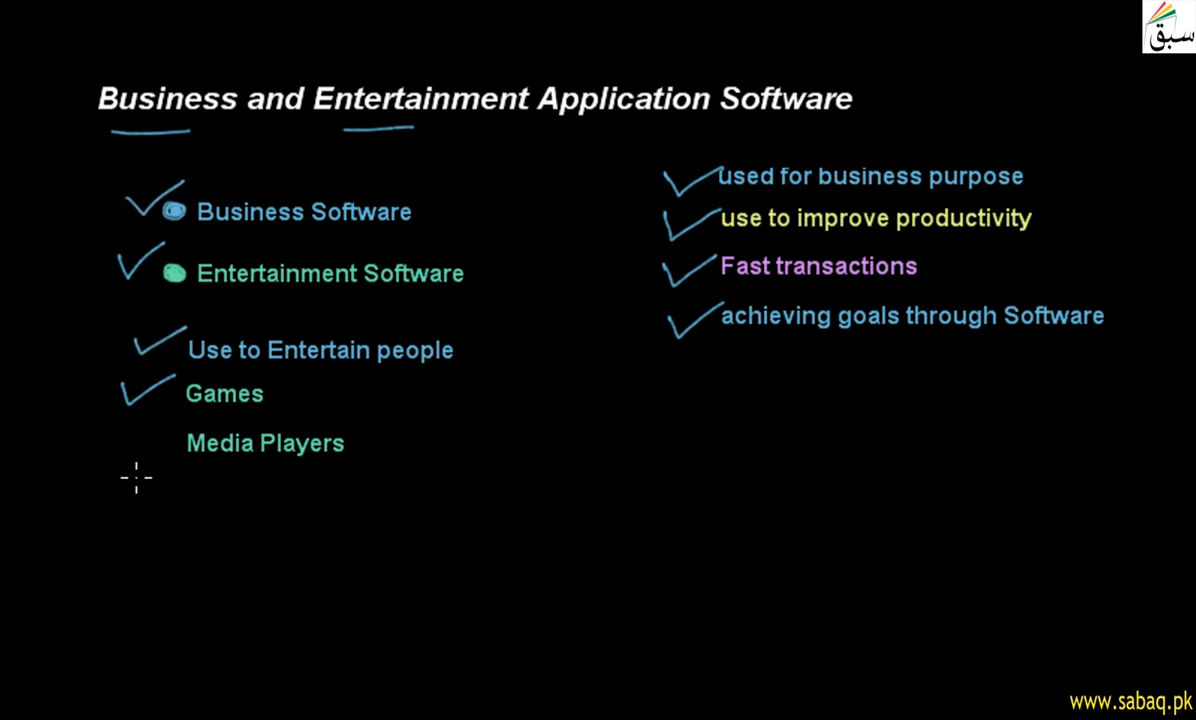 سبق
Business and Entertainment Application Software
Business Software
Entertainment Software
Use to Entertain people
Games
Media Players
used for business purpose
use to improve productivity
Fast transactions
achieving goals through Software
www.sabaq.pk